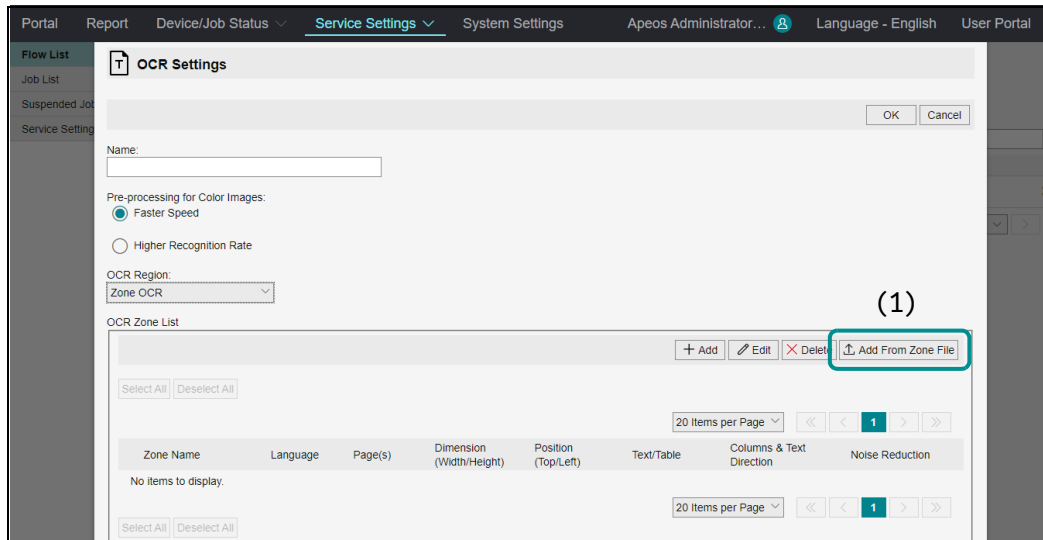 Portal Report Device/Job Status Service Settings System Settings Apeos Administrator... Language - English User Portal
Flow List
Job List
Suspended Job
Service Setting
OCR Settings
OK Cancel
Name:
Pre-processing for Color Images:
Faster Speed
Higher Recognition Rate
OCR Region:
Zone OCR
(1)
OCR Zone List
Add Edit Delete Add From Zone File
Select All Deselect All
20 Items per Page 1
Zone Name Language Page(s) Dimension (Width/Height) Position (Top/Left) Text/Table Columns & Text Direction Noise Reduction
No items to display.
20 Items per Page 1
Select All Deselect All